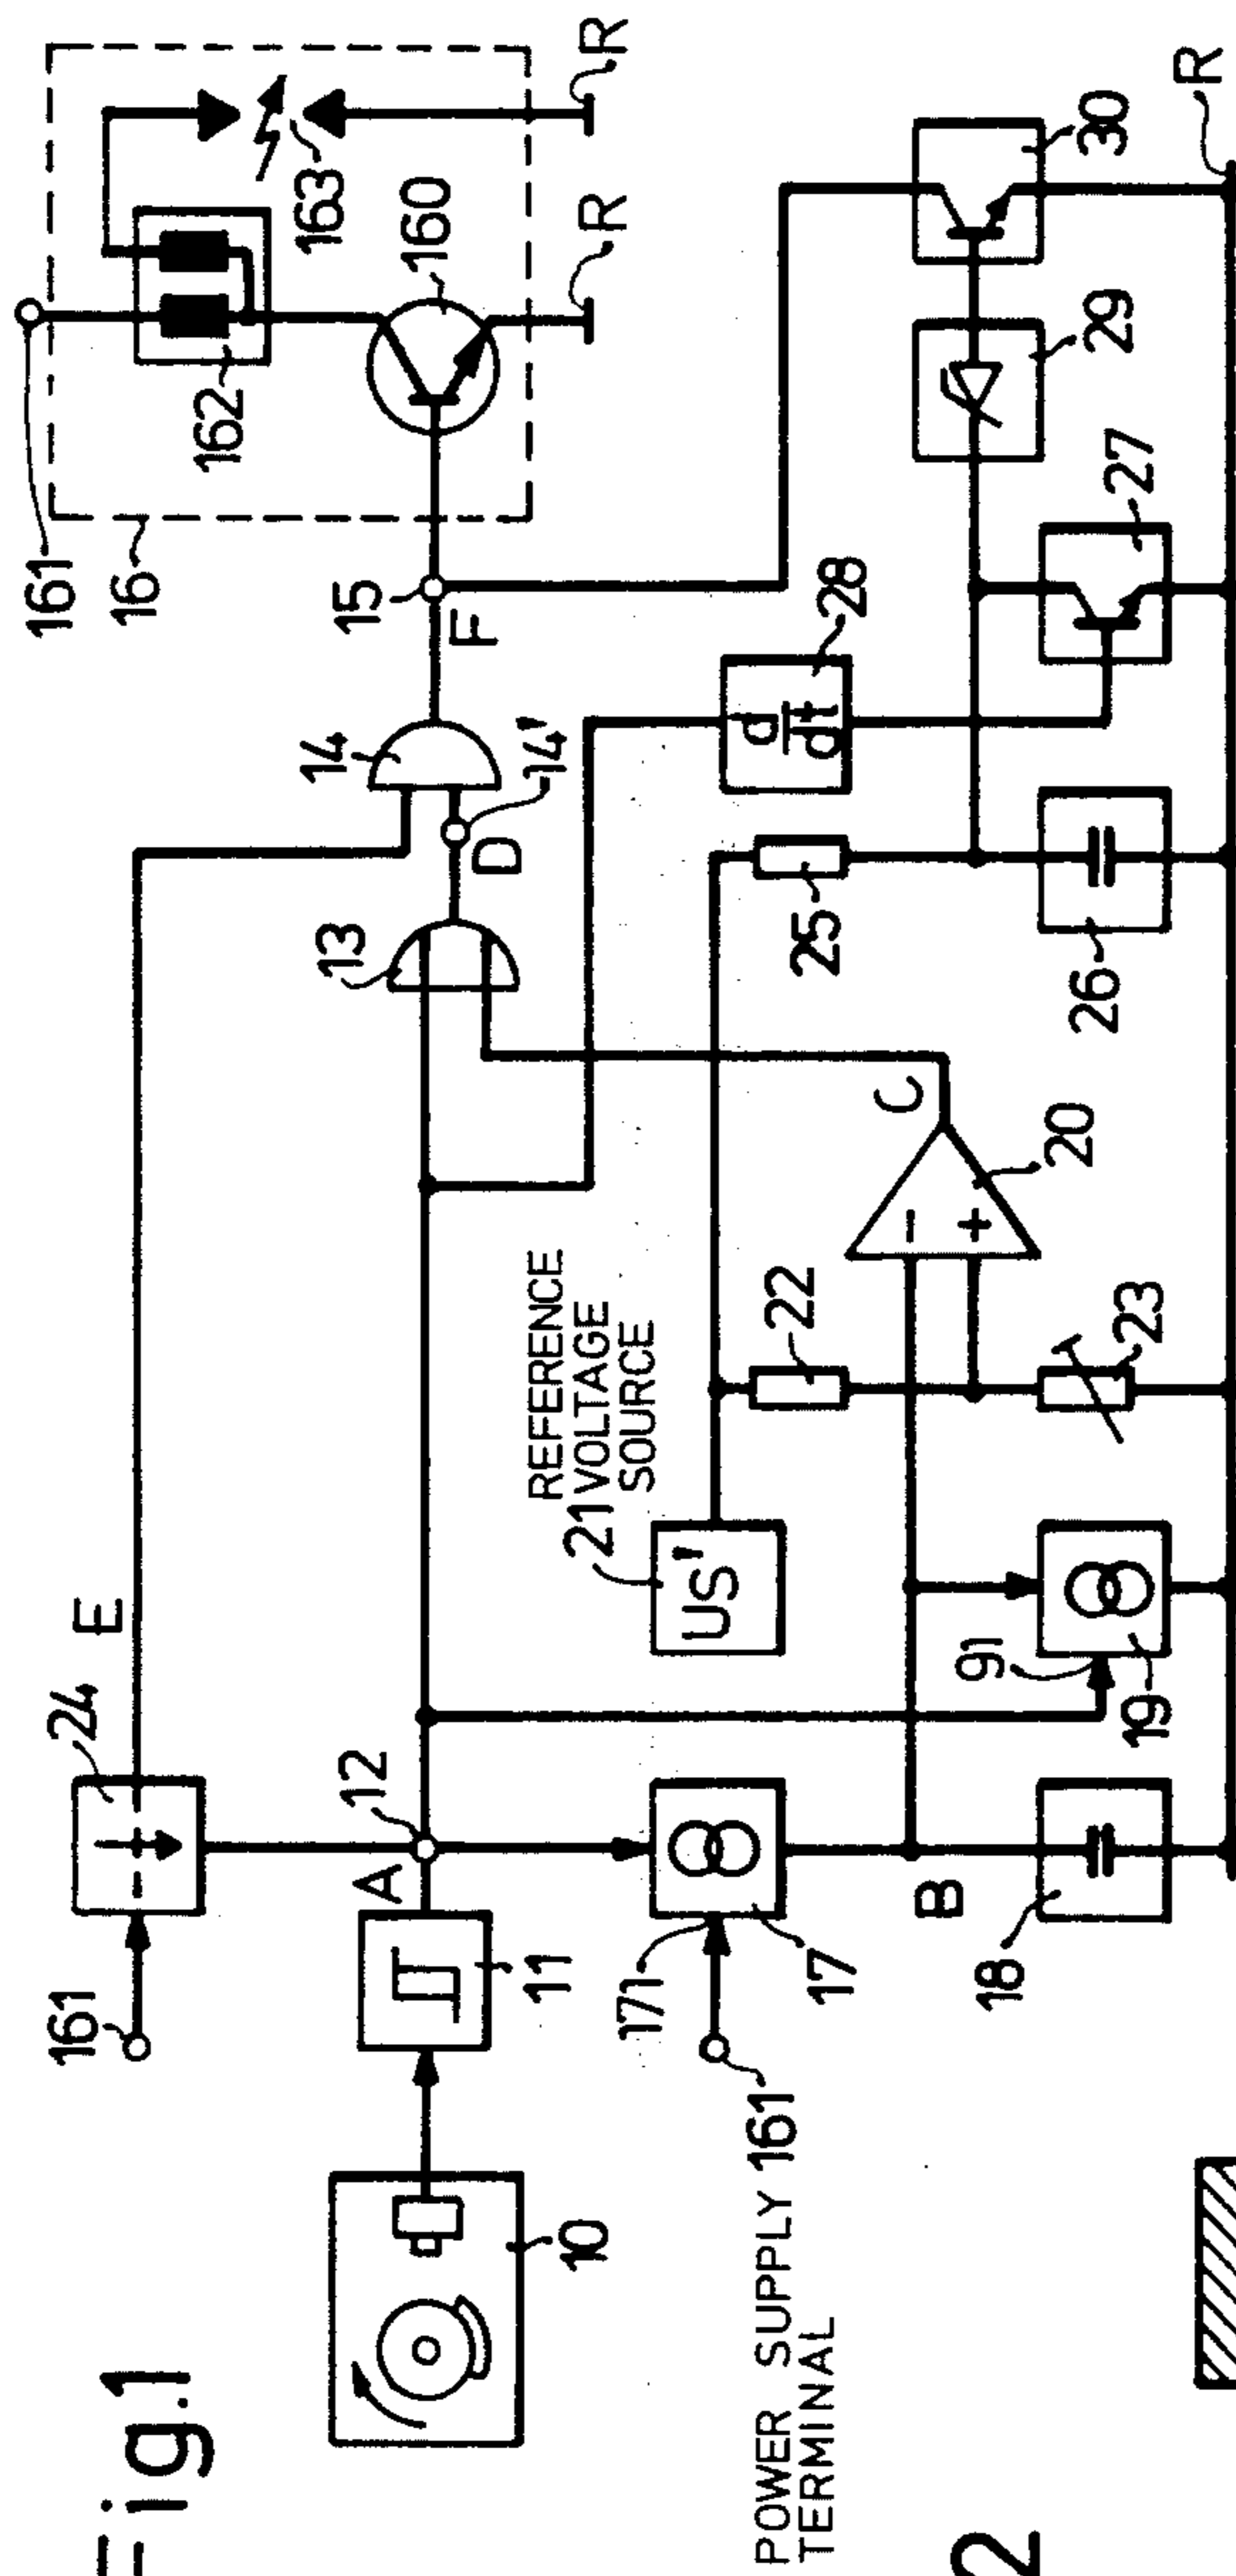 Fig.1
161
24
E
161
16
162
163
160
R
R
10
11
A
12
13
14
D
14'
15
F
REFERENCE
VOLTAGE
SOURCE
21
US'
POWER SUPPLY
TERMINAL
161
171
17
22
25
28
d
dt
B
91
C
29
30
R
18
19
23
-
+
20
26
27
2